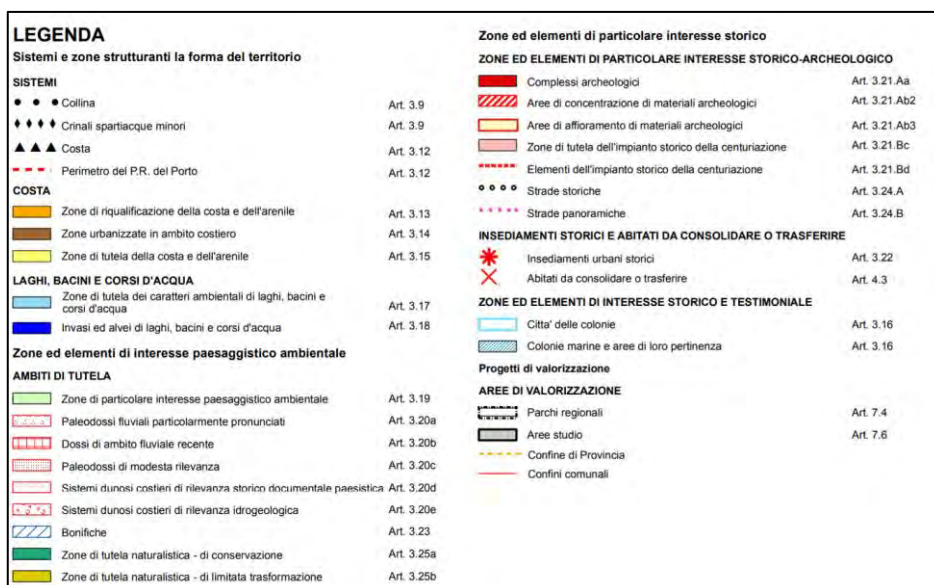 LEGENDA
Sistemi e zone strutturanti la forma del territorio
SISTEMI
Collina Art. 3.9
Crinali spartiacque minori Art. 3.9
Costa Art. 3.12
Perimetro del P.R. del Porto Art. 3.12
COSTA
Zone di riqualificazione della costa e dell'arenile Art. 3.13
Zone urbanizzate in ambito costiero Art. 3.14
Zone di tutela della costa e dell'arenile Art. 3.15
LAGHI, BACINI E CORSI D'ACQUA
Zone di tutela dei caratteri ambientali di laghi, bacini e
corsi d'acqua Art. 3.17
Invasi ed alvei di laghi, bacini e corsi d'acqua Art. 3.18
Zone ed elementi di interesse paesaggistico ambientale
AMBITI DI TUTELA
Zone di particolare interesse paesaggistico ambientale Art. 3.19
Paleodossi fluviali particolarmente pronunciati Art. 3.20a
Dossi di ambito fluviale recente Art. 3.20b
Paleodossi di modesta rilevanza Art. 3.20c
Sistemi dunosi costieri di rilevanza storico documentale paesistica Art. 3.20d
Sistemi dunosi costieri di rilevanza idrogeologica Art. 3.20e
Bonifiche Art. 3.23
Zone di tutela naturalistica - di conservazione Art. 3.25a
Zone di tutela naturalistica - di limitata trasformazione Art. 3.25b
Zone ed elementi di particolare interesse storico
ZONE ED ELEMENTI DI PARTICOLARE INTERESSE STORICO-ARCHEOLOGICO
Complessi archeologici Art. 3.21.Aa
Aree di concentrazione di materiali archeologici Art. 3.21.Ab2
Aree di affioramento di materiali archeologici Art. 3.21.Ab3
Zone di tutela dell'impianto storico della centuriazione Art. 3.21.Bc
Elementi dell'impianto storico della centuriazione Art. 3.21.Bd
Strade storiche Art. 3.24.A
Strade panoramiche Art. 3.24.B
INSEDIAMENTI STORICI E ABITATI DA CONSOLIDARE O TRASFERIRE
Insediamenti urbani storici Art. 3.22
Abitati da consolidare o trasferire Art. 4.3
ZONE ED ELEMENTI DI INTERESSE STORICO E TESTIMONIALE
Citta' delle colonie Art. 3.16
Colonie marine e aree di loro pertinenza Art. 3.16
Progetti di valorizzazione
AREE DI VALORIZZAZIONE
Parchi regionali Art. 7.4
Aree studio Art. 7.6
Confine di Provincia
Confini comunali